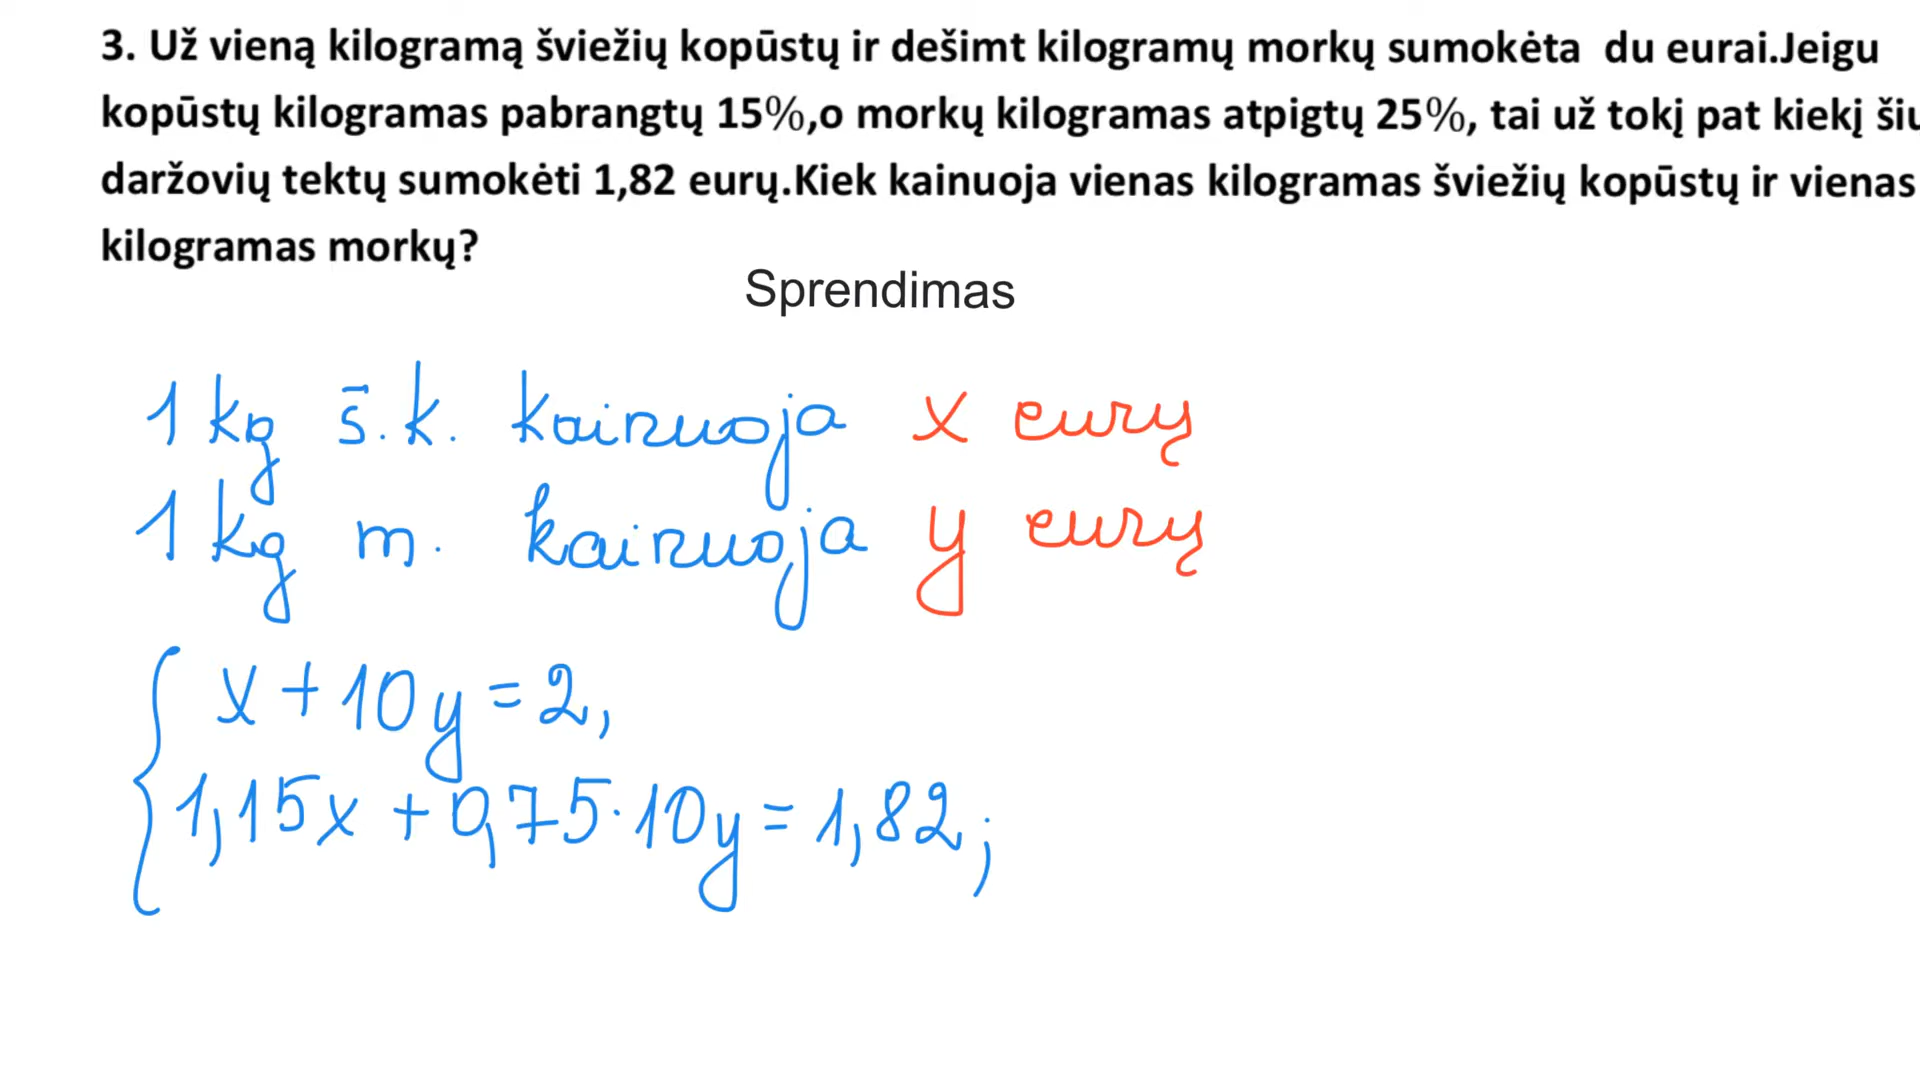 3. Už vieną kilogramą šviežių kopūstų ir dešimt kilogramų morkų sumokėta du eurai.Jeigu
kopūstų kilogramas pabrangtų 15%,o morkų kilogramas atpigtų 25%, tai už tokį pat kiekį
daržovių tektų sumokėti 1,82 eurų.Kiek kainuoja vienas kilogramas šviežių kopūstų ir vienas
kilogramas morkų?
Sprendimas
1 kg š.k. kainuoja x eurų
1 kg m. kainuoja y eurų
x + 10y = 2,
1,15x + 0,75·10y = 1,82;